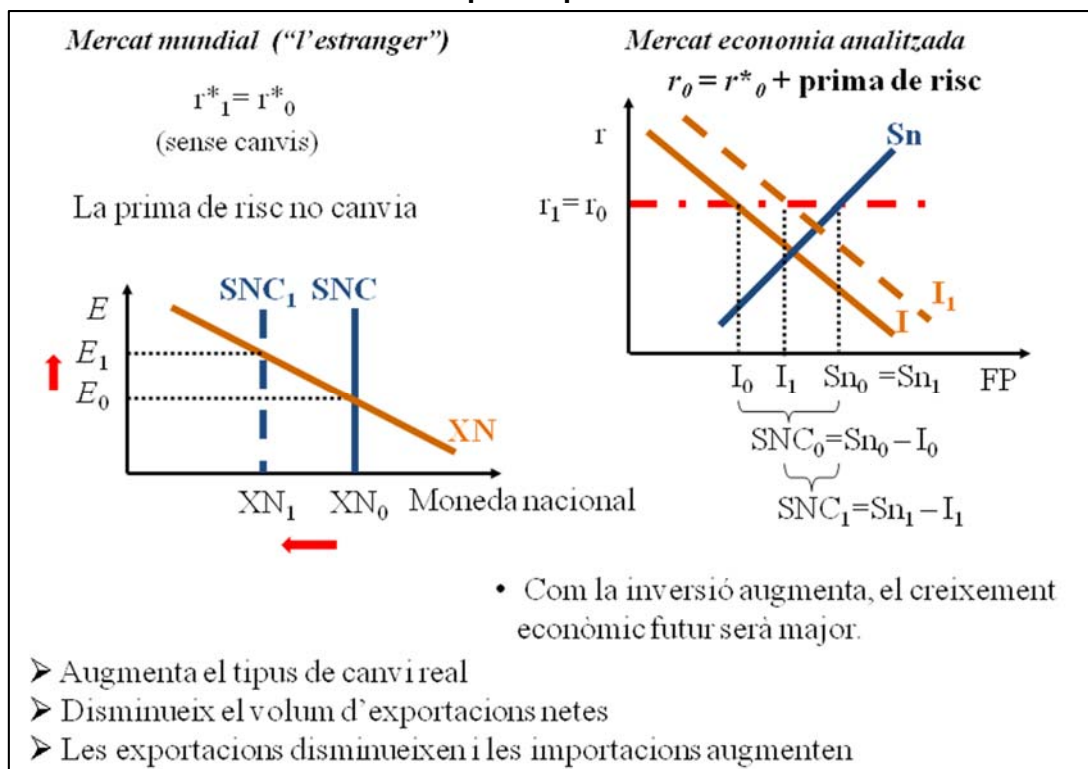 Mercat mundial (“l’estranger”)
r*1= r*0
(sense canvis)
La prima de risc no canvia
E
SNC1
SNC
E1
E0
XN
XN1
XN0
Moneda nacional
Mercat economia analitzada
r0 = r*0 + prima de risc
r
Sn
r1=r0
I1
I
I0
I1
Sn0 =Sn1
FP
SNC0=Sn0 – I0
SNC1=Sn1 – I1
• Com la inversió augmenta, el creixement
econòmic futur serà major.
➤ Augmenta el tipus de canvi real
➤ Disminueix el volum d’exportacions netes
➤ Les exportacions disminueixen i les importacions augmenten